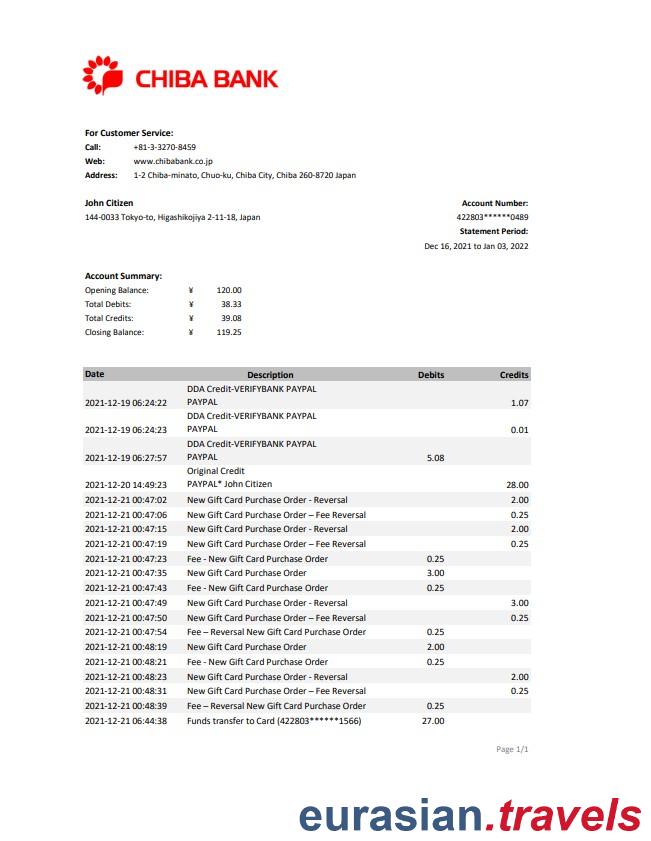 CHIBA BANK
For Customer Service:
Call: +81-3-3270-8459
Web: www.chibabank.co.jp
Address: 1-2 Chiba-minato, Chuo-ku, Chiba City, Chiba 260-8720 Japan
John Citizen Account Number:
144-0033 Tokyo-to, Higashikojiya 2-11-18, Japan 422803******0489
Statement Period:
Dec 16, 2021 to Jan 03, 2022
Account Summary:
Opening Balance: ¥ 120.00
Total Debits: ¥ 38.33
Total Credits: ¥ 39.08
Closing Balance: ¥ 119.25
Date Description Debits Credits
DDA Credit-VERIFYBANK PAYPAL
2021-12-19 06:24:22 PAYPAL 1.07
DDA Credit-VERIFYBANK PAYPAL
2021-12-19 06:24:23 PAYPAL 0.01
DDA Credit-VERIFYBANK PAYPAL
2021-12-19 06:27:57 PAYPAL 5.08
Original Credit
2021-12-20 14:49:23 PAYPAL* John Citizen 28.00
2021-12-21 00:47:02 New Gift Card Purchase Order - Reversal 2.00
2021-12-21 00:47:06 New Gift Card Purchase Order – Fee Reversal 0.25
2021-12-21 00:47:15 New Gift Card Purchase Order - Reversal 2.00
2021-12-21 00:47:19 New Gift Card Purchase Order – Fee Reversal 0.25
2021-12-21 00:47:23 Fee - New Gift Card Purchase Order 0.25
2021-12-21 00:47:35 New Gift Card Purchase Order 3.00
2021-12-21 00:47:43 Fee - New Gift Card Purchase Order 0.25
2021-12-21 00:47:49 New Gift Card Purchase Order - Reversal 3.00
2021-12-21 00:47:50 New Gift Card Purchase Order – Fee Reversal 0.25
2021-12-21 00:47:54 Fee – Reversal New Gift Card Purchase Order 0.25
2021-12-21 00:48:19 New Gift Card Purchase Order 2.00
2021-12-21 00:48:21 Fee - New Gift Card Purchase Order 0.25
2021-12-21 00:48:23 New Gift Card Purchase Order - Reversal 2.00
2021-12-21 00:48:31 New Gift Card Purchase Order – Fee Reversal 0.25
2021-12-21 00:48:39 Fee – Reversal New Gift Card Purchase Order 0.25
2021-12-21 06:44:38 Funds transfer to Card (422803******1566) 27.00
Page 1/1
eurasian.travels